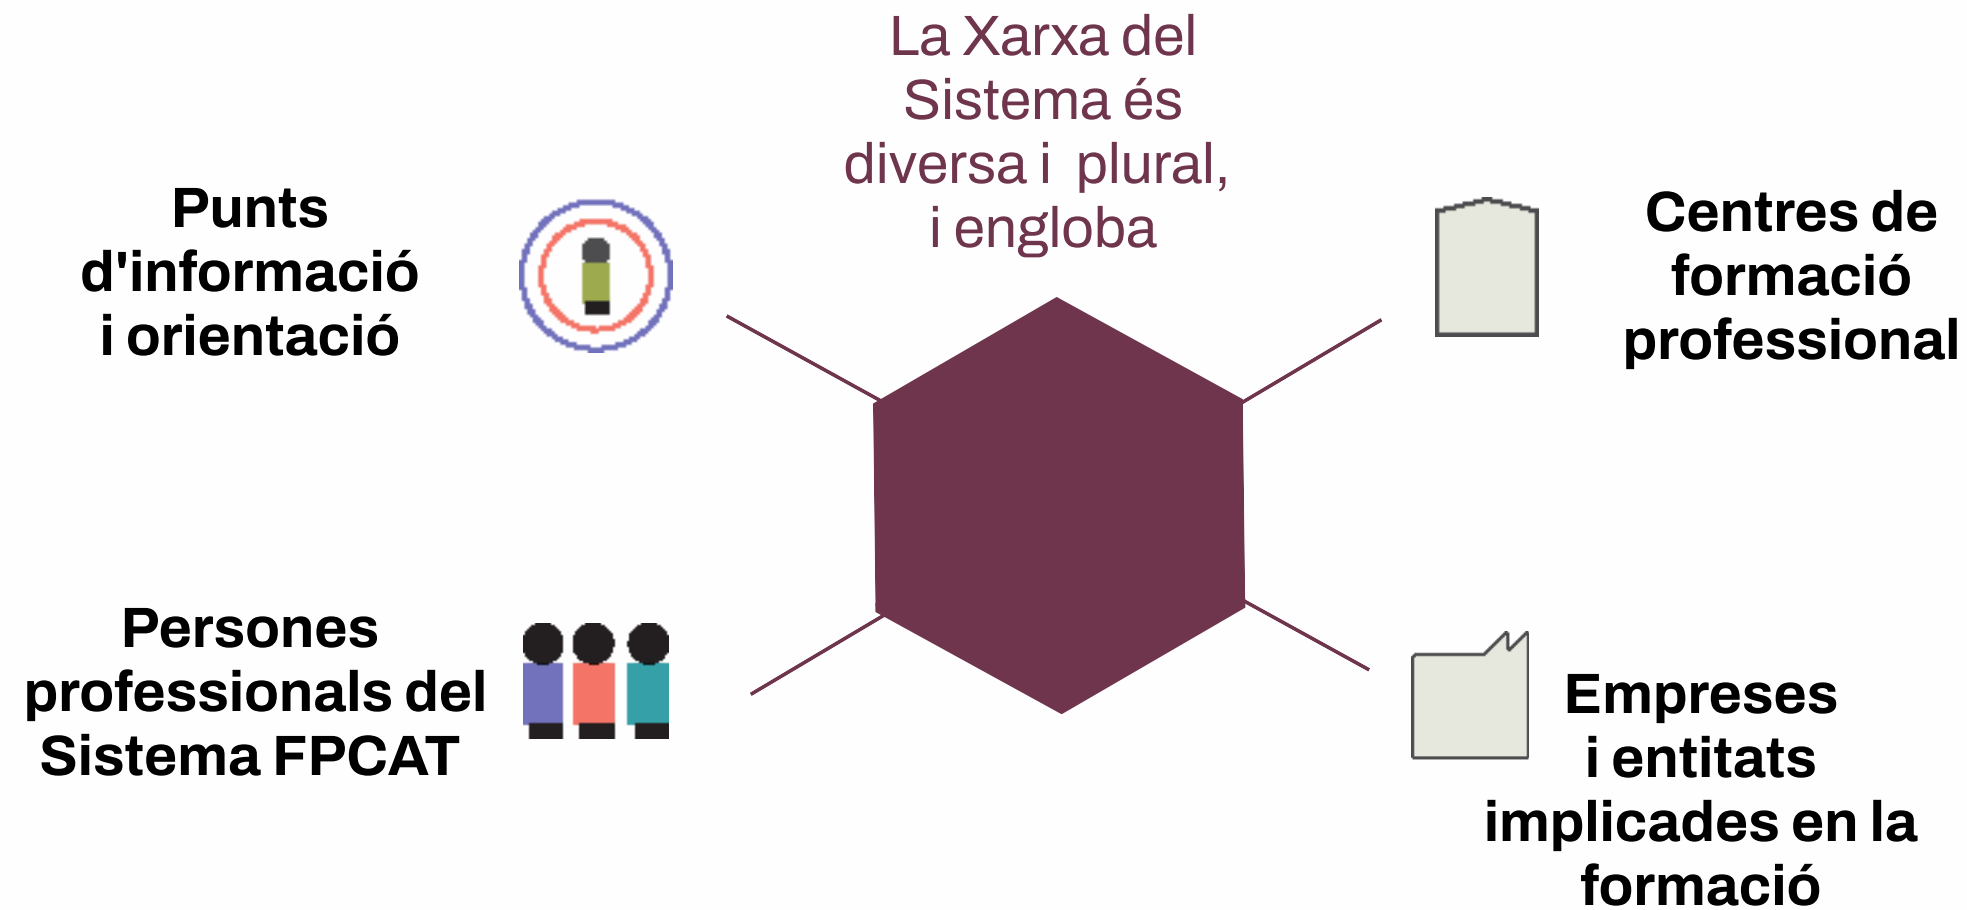 La Xarxa del
Sistema és
diversa i  plural,
i engloba
Punts
d'informació
i orientació
Centres de
formació
professional
Persones
professionals del
Sistema FPCAT
Empreses
i entitats
implicades en la
formació